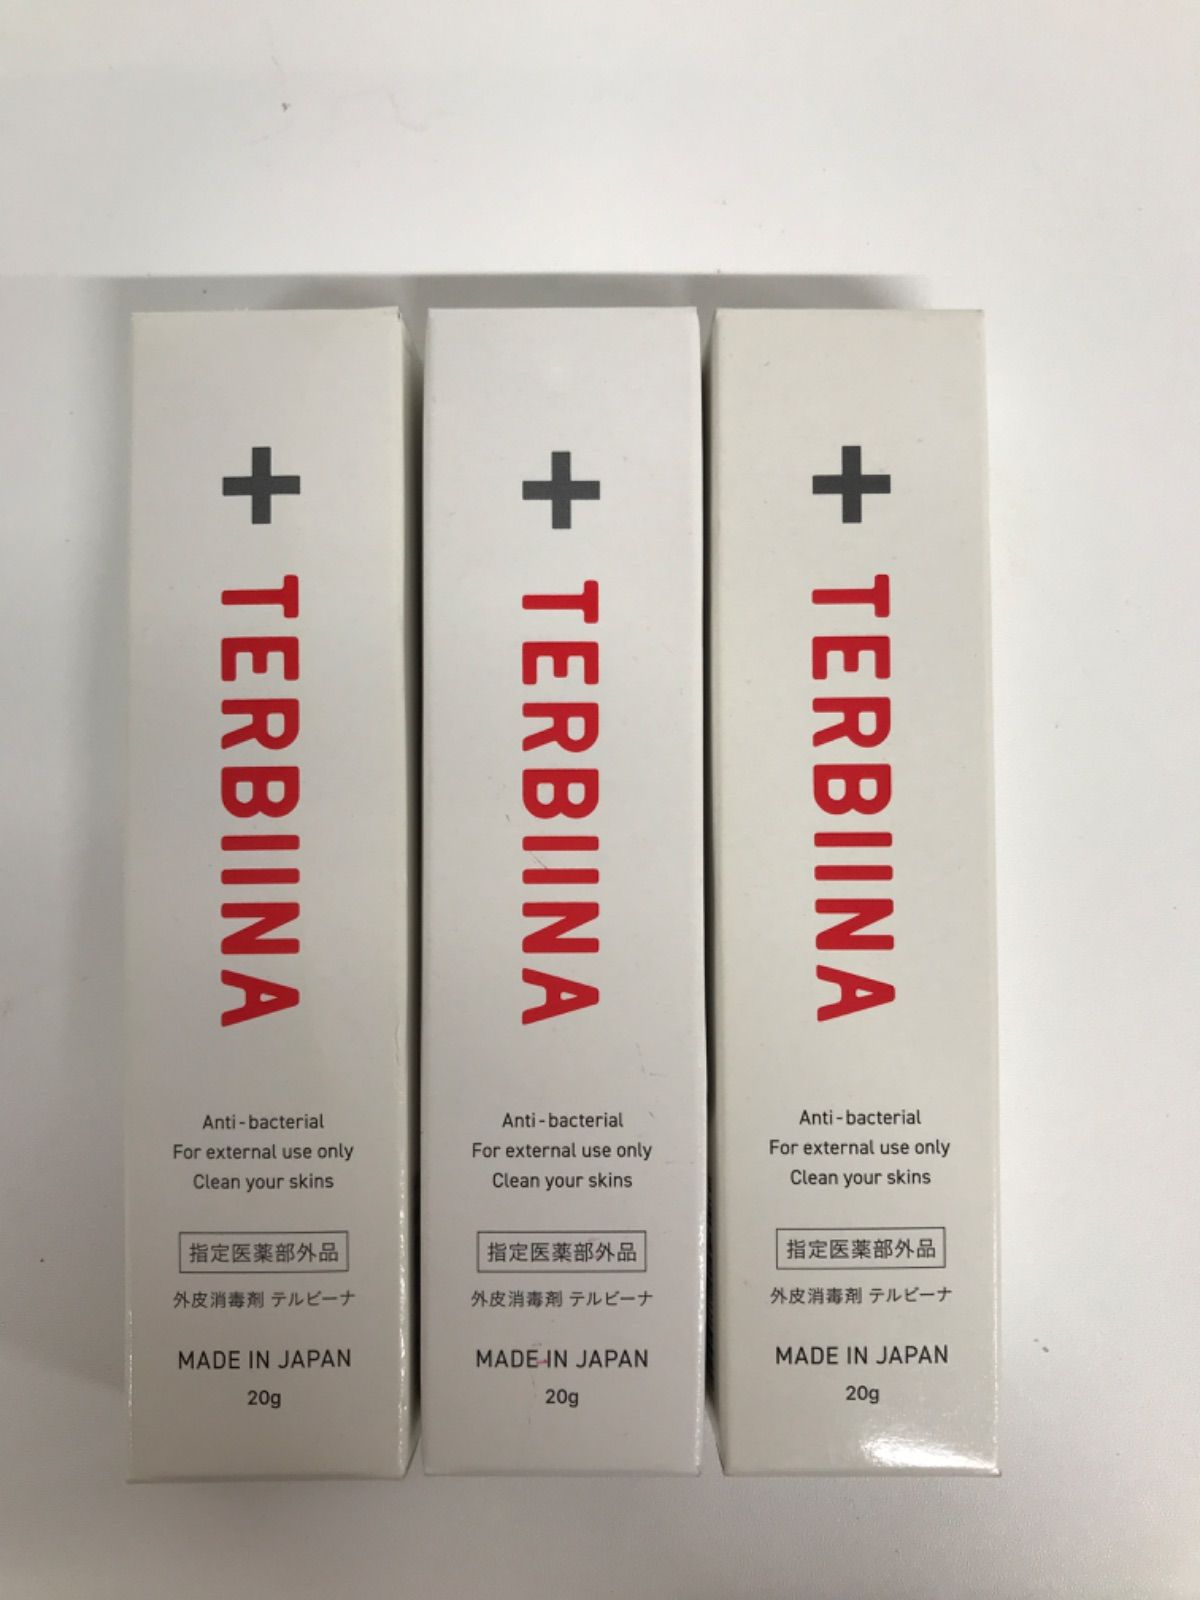 TERBIINA
Anti-bacterial
For external use only
Clean your skins
指定医薬部外品
外皮消毒剤 テルビーナ
MADE IN JAPAN
20g
TERBIINA
Anti-bacterial
For external use only
Clean your skins
指定医薬部外品
外皮消毒剤 テルビーナ
MADE IN JAPAN
20g
TERBIINA
Anti-bacterial
For external use only
Clean your skins
指定医薬部外品
外皮消毒剤 テルビーナ
MADE IN JAPAN
20g